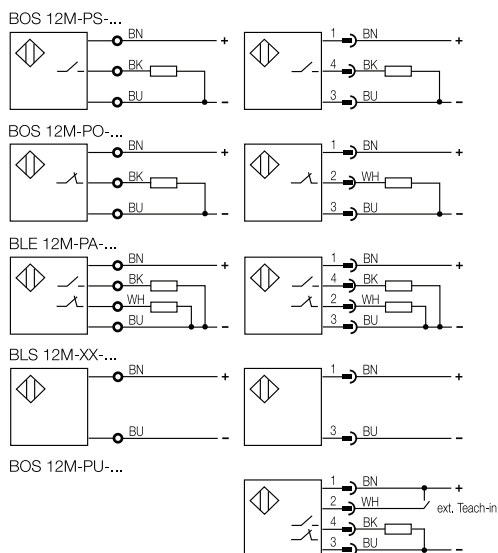 BOS 12M-PS-...
BN +
BK
BU -
1 BN +
4 BK
3 BU -
BOS 12M-PO-...
BN +
BK
BU -
1 BN +
2 WH
3 BU -
BLE 12M-PA-...
BN +
BK
WH
BU -
1 BN +
4 BK
2 WH
3 BU -
BLS 12M-XX-...
BN +
BU -
1 BN +
3 BU -
BOS 12M-PU-...
1 BN +
2 WH ext. Teach-in
4 BK
3 BU -